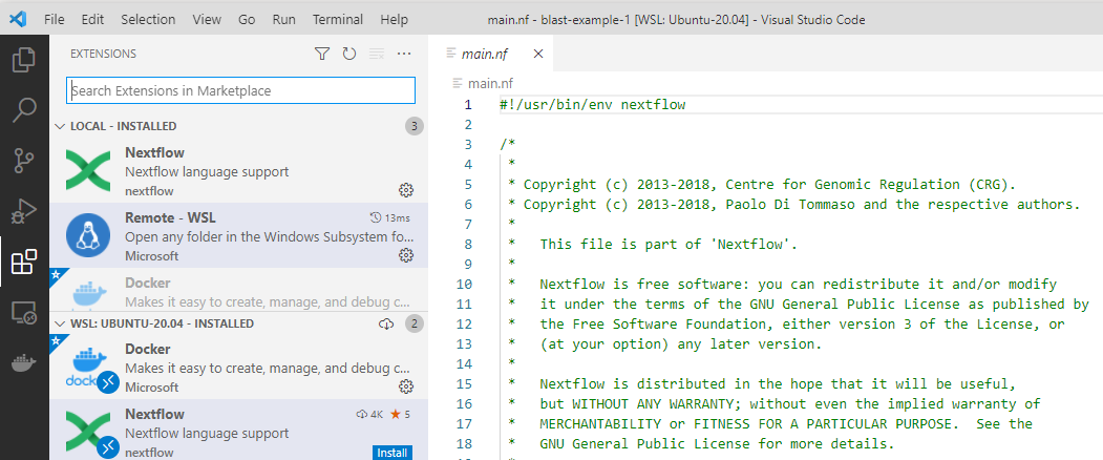 File Edit Selection View Go Run Terminal Help main.nf - blast-example-1 [WSL: Ubuntu-20.04] - Visual Studio Code
EXTENSIONS
Search Extensions in Marketplace
LOCAL - INSTALLED 3
Nextflow
Nextflow language support
nextflow
Remote - WSL 13ms
Open any folder in the Windows Subsystem fo...
Microsoft
Docker
Makes it easy to create, manage, and debug c...
WSL: UBUNTU-20.04 - INSTALLED 2
Docker
Makes it easy to create, manage, and debug c...
docke
Microsoft
Nextflow 4K 5
Nextflow language support
nextflow Install
main.nf
main.nf
1 #!/usr/bin/env nextflow
2
3 /*
4 *
5 * Copyright (c) 2013-2018, Centre for Genomic Regulation (CRG).
6 * Copyright (c) 2013-2018, Paolo Di Tommaso and the respective authors.
7 *
8 * This file is part of 'Nextflow'.
9 *
10 * Nextflow is free software: you can redistribute it and/or modify
11 * it under the terms of the GNU General Public License as published by
12 * the Free Software Foundation, either version 3 of the License, or
13 * (at your option) any later version.
14 *
15 * Nextflow is distributed in the hope that it will be useful,
16 * but WITHOUT ANY WARRANTY; without even the implied warranty of
17 * MERCHANTABILITY or FITNESS FOR A PARTICULAR PURPOSE. See the
18 * GNU General Public License for more details.